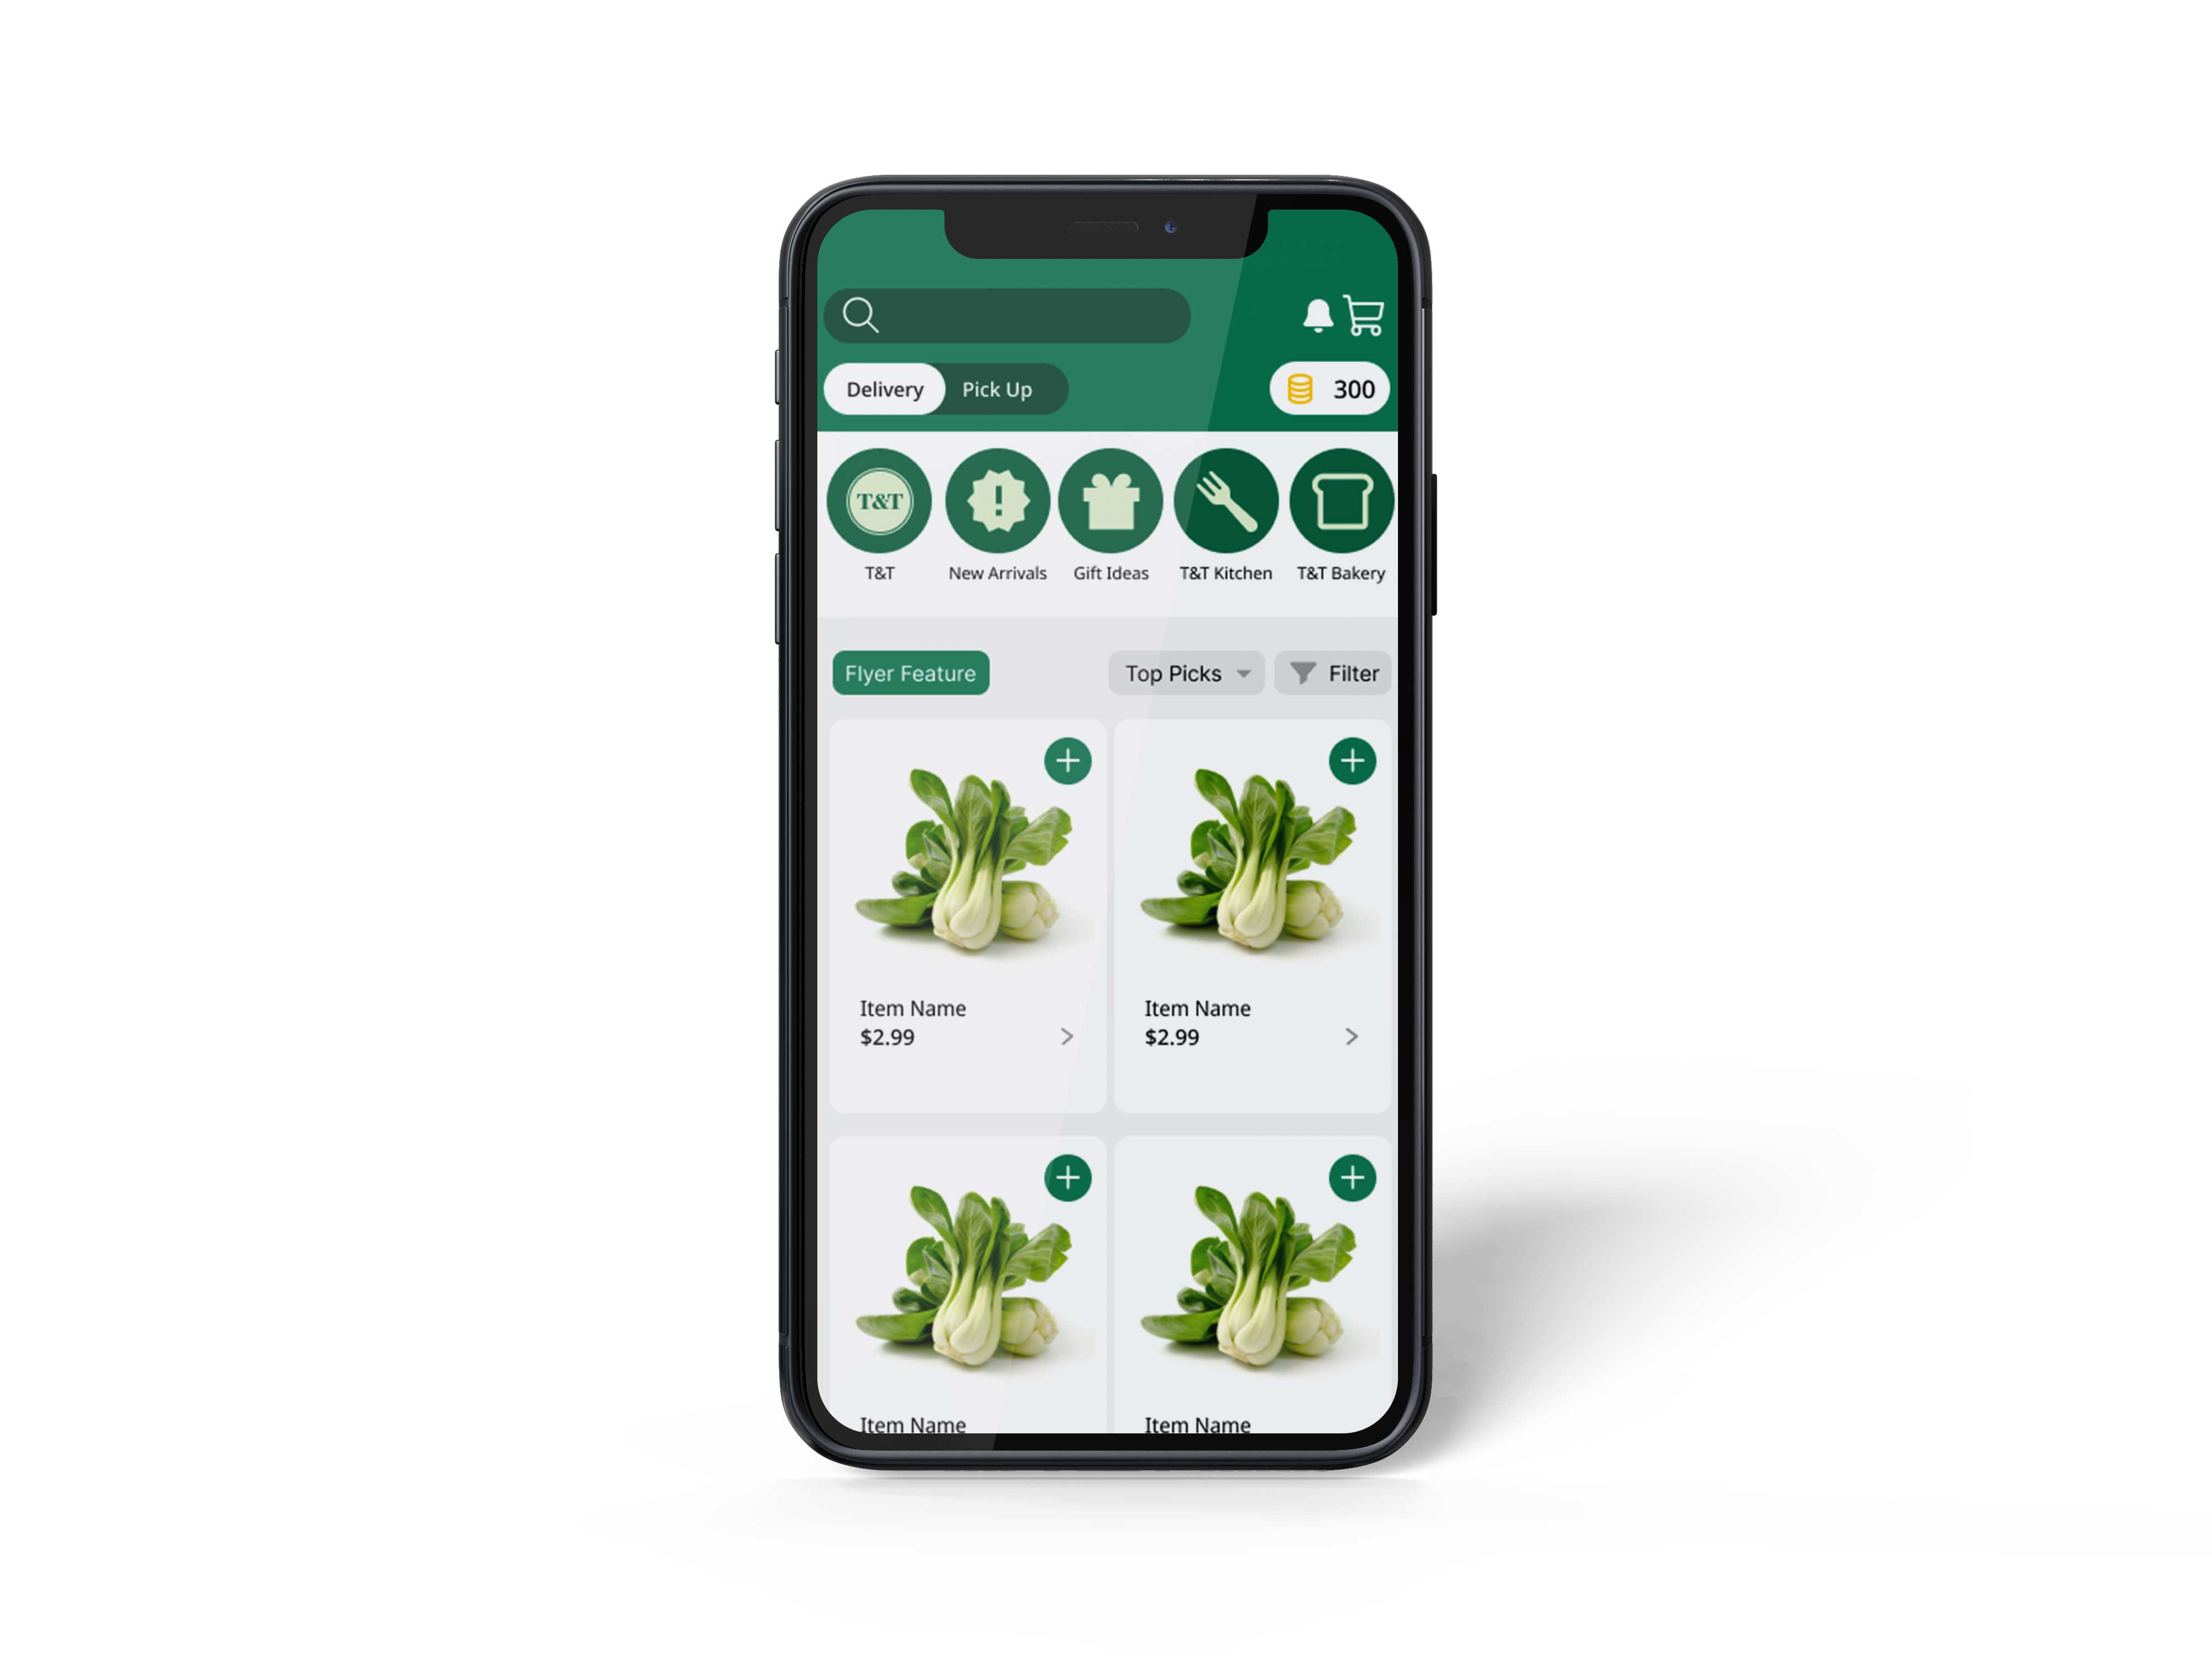 Delivery Pick Up 300
T&T
T&T New Arrivals Gift Ideas T&T Kitchen T&T Bakery
Flyer Feature Top Picks Filter
Item Name Item Name
$2.99 $2.99
Item Name Item Name